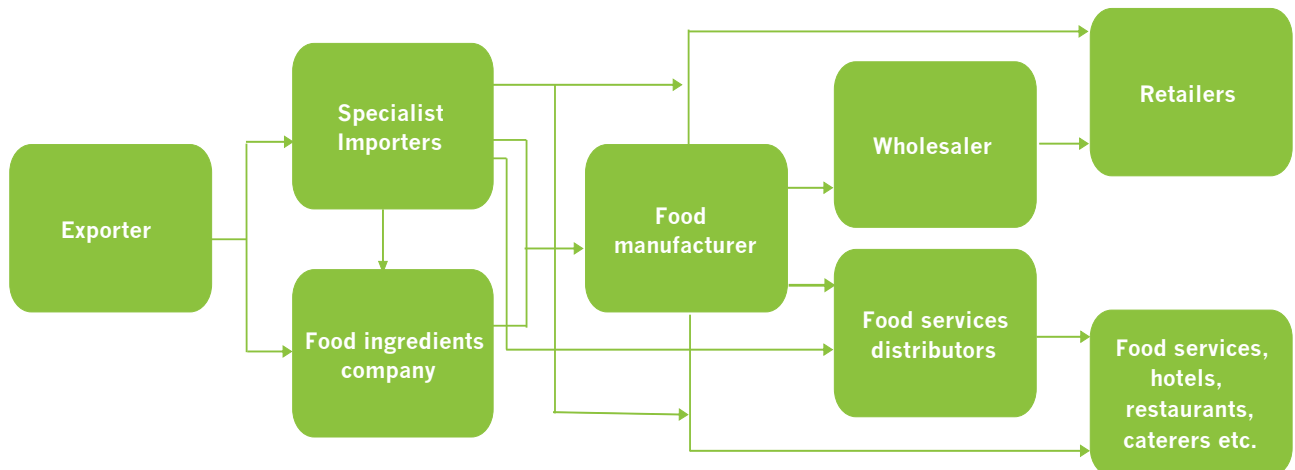 Exporter
Specialist
Importers
Food ingredients
company
Food
manufacturer
Wholesaler
Food services
distributors
Retailers
Food services,
hotels,
restaurants,
caterers etc.